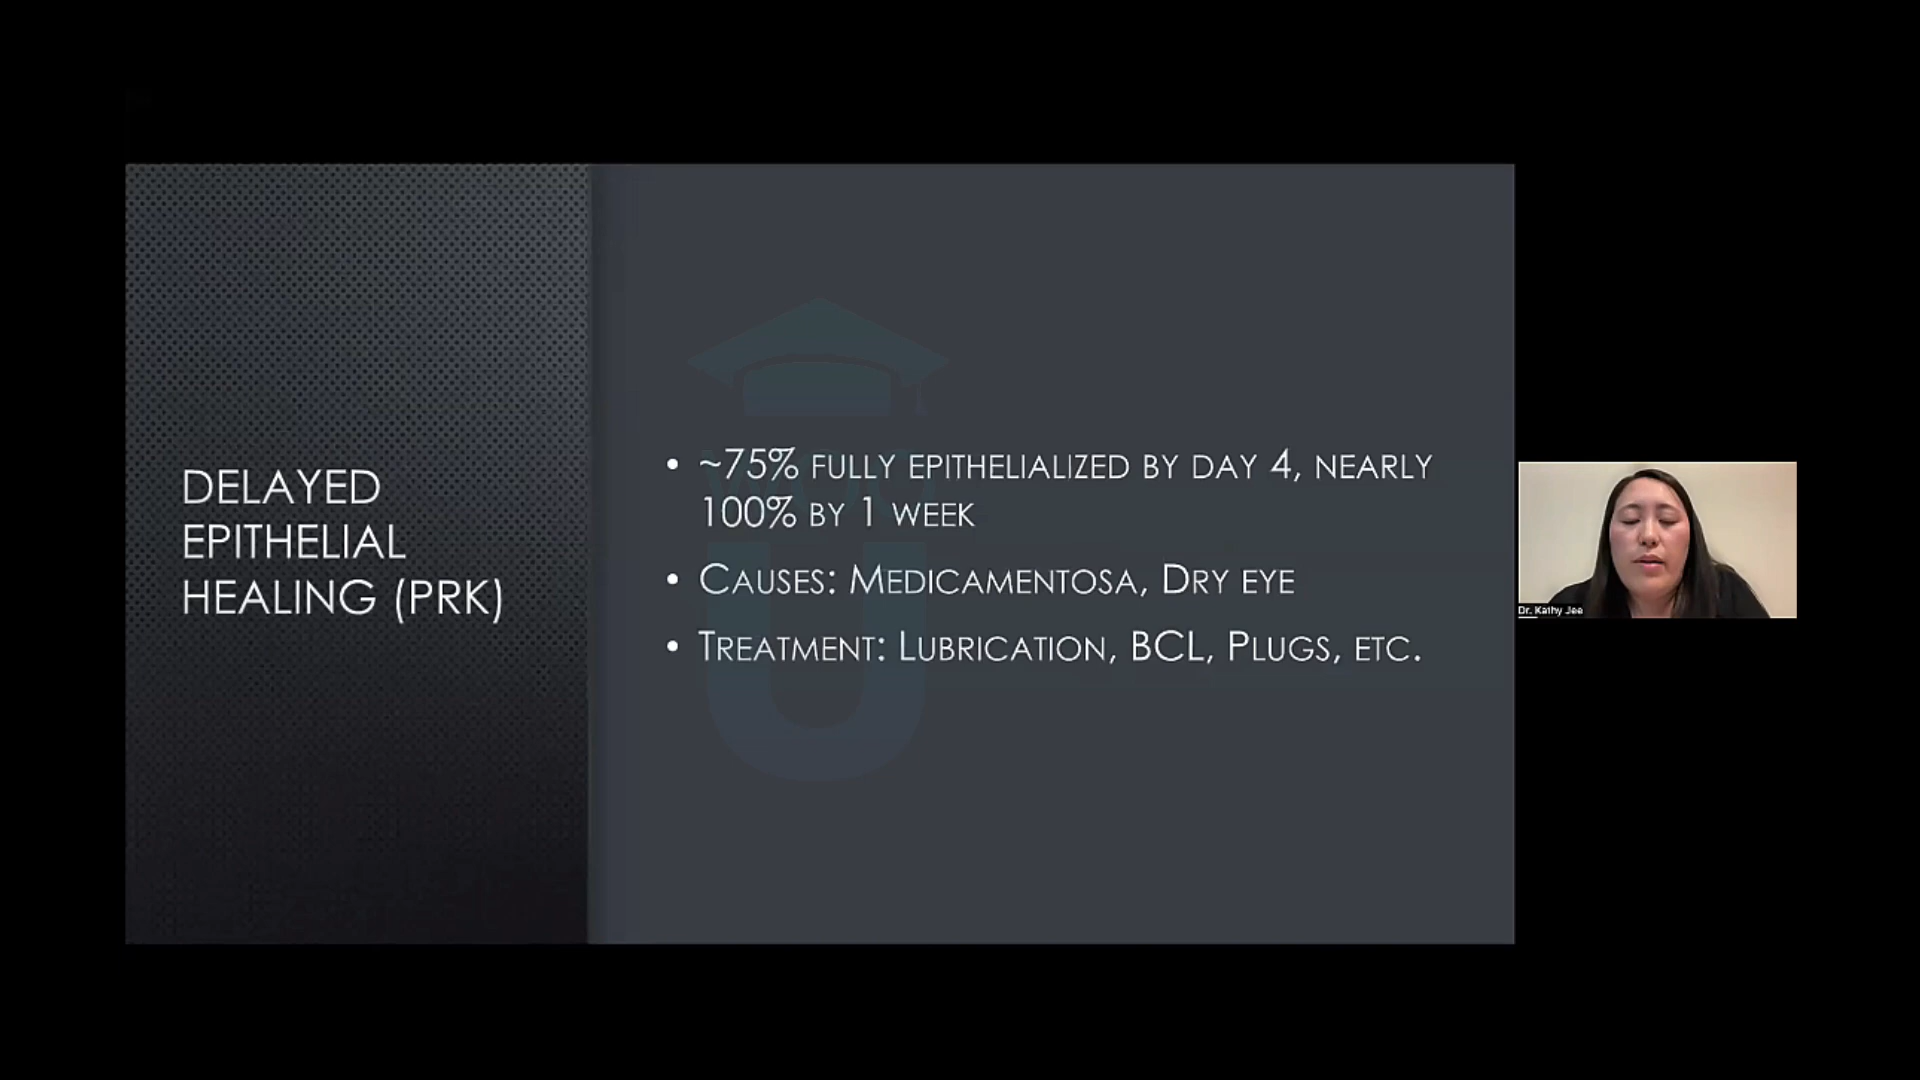 DELAYED
EPITHELIAL
HEALING (PRK)
• ~75% FULLY EPITHELIALIZED BY DAY 4, NEARLY
100% BY 1 WEEK
• CAUSES: MEDICAMENTOSA, DRY EYE
• TREATMENT: LUBRICATION, BCL, PLUGS, ETC.
Dr. Kathy Jee